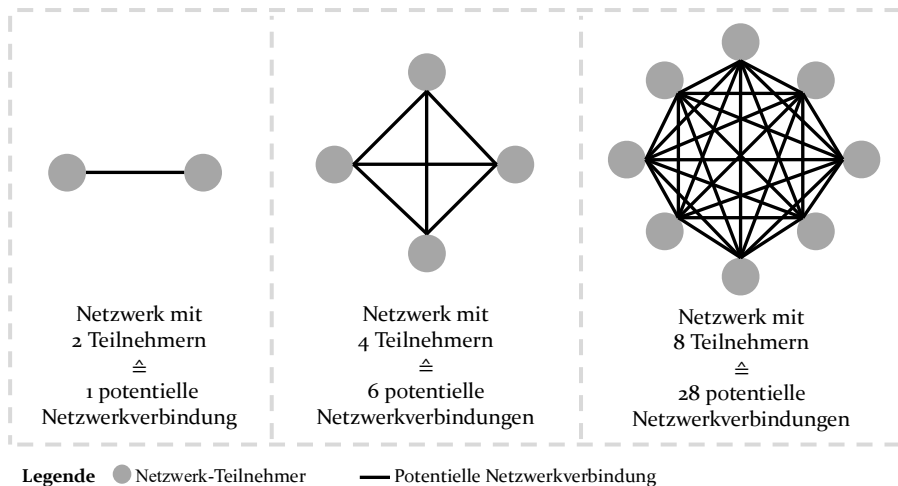 Netzwerk mit
2 Teilnehmern
≙
1 potentielle
Netzwerkverbindung
Netzwerk mit
4 Teilnehmern
≙
6 potentielle
Netzwerkverbindungen
Netzwerk mit
8 Teilnehmern
≙
28 potentielle
Netzwerkverbindungen
Legende Netzwerk-Teilnehmer Potentielle Netzwerkverbindung